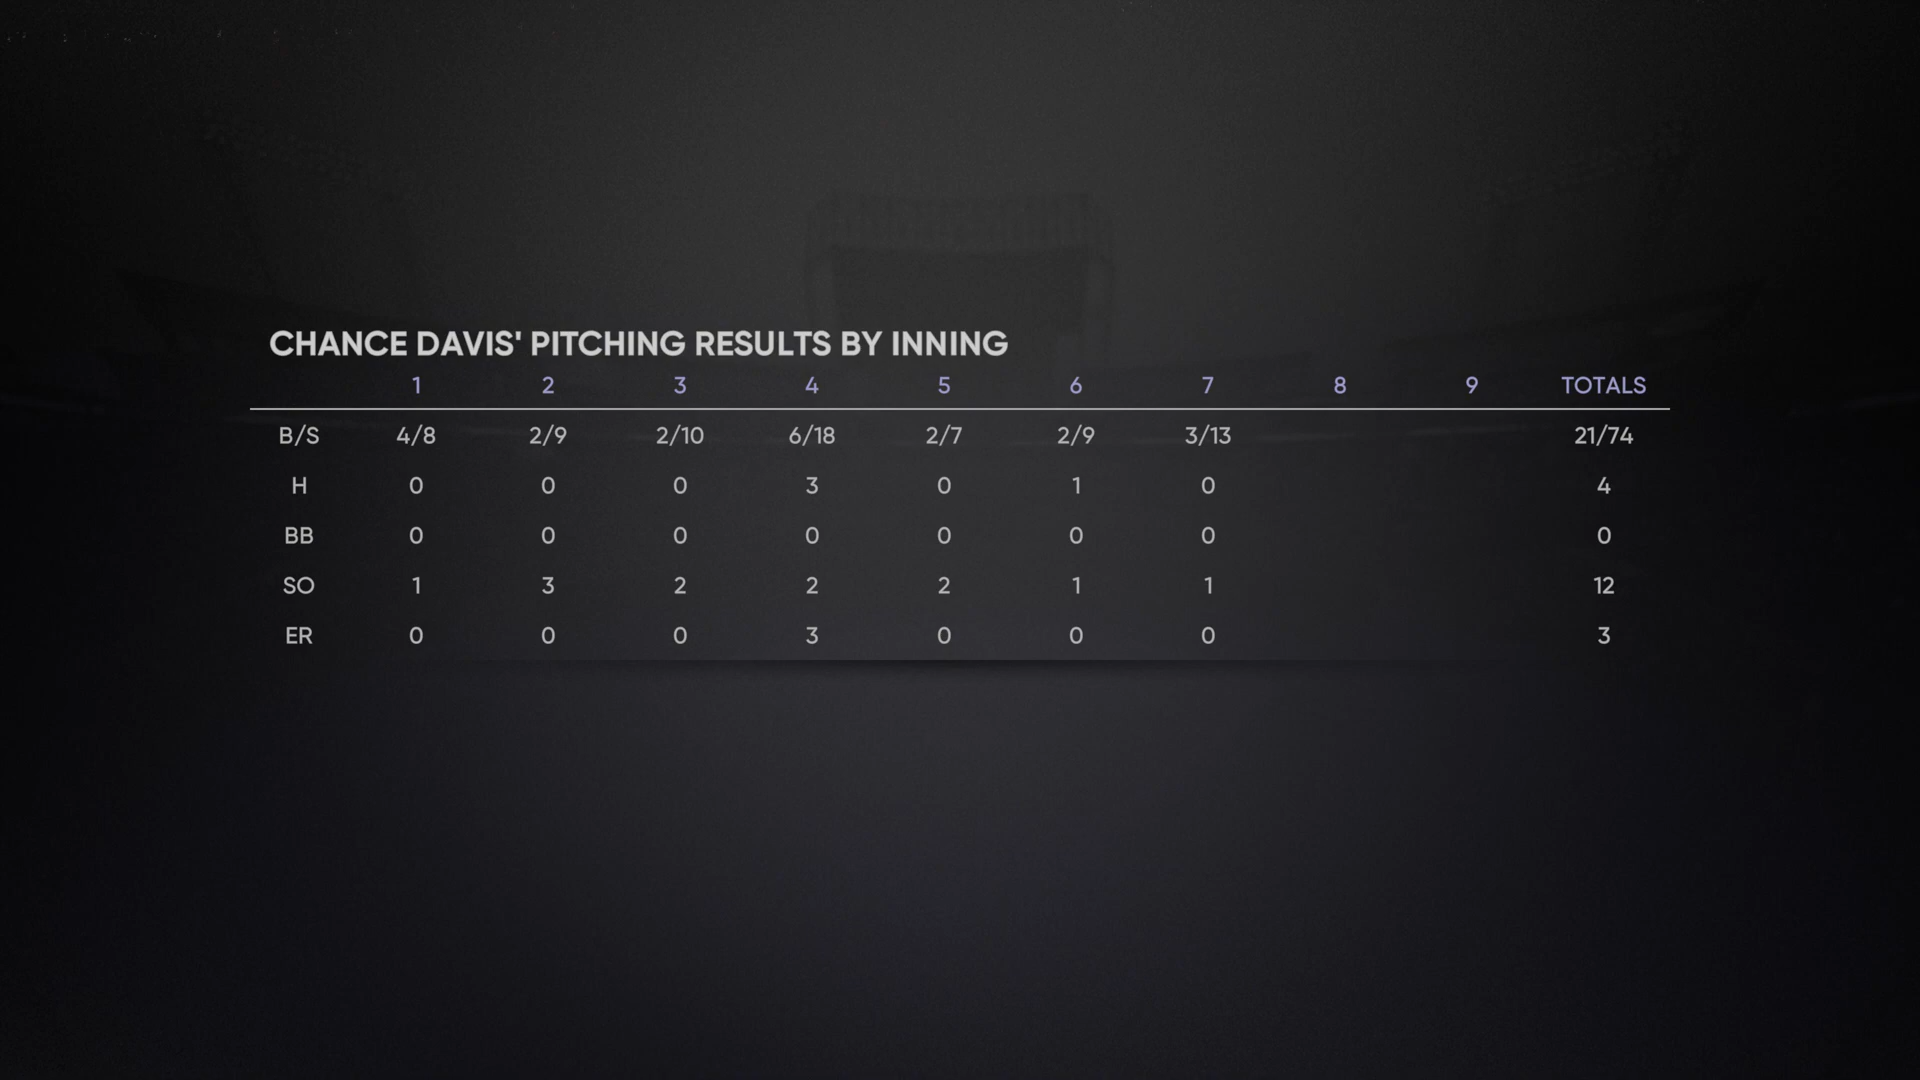 CHANCE DAVIS' PITCHING RESULTS BY INNING
1 2 3 4 5 6 7 8 9 TOTALS
B/S 4/8 2/9 2/10 6/18 2/7 2/9 3/13 21/74
H 0 0 0 3 0 1 0 4
BB 0 0 0 0 0 0 0 0
SO 1 3 2 2 2 1 1 12
ER 0 0 0 3 0 0 0 3